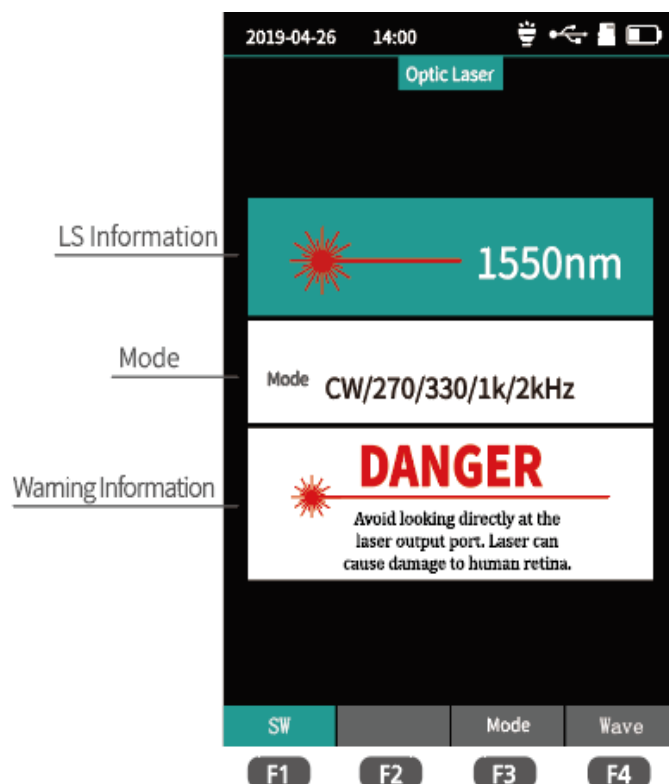 2019-04-26 14:00
Optic Laser
LS Information
1550nm
Mode
Mode CW/270/330/1k/2kHz
Warning Information
DANGER
Avoid looking directly at the
laser output port. Laser can
cause damage to human retina.
SW Mode Wave
F1 F2 F3 F4